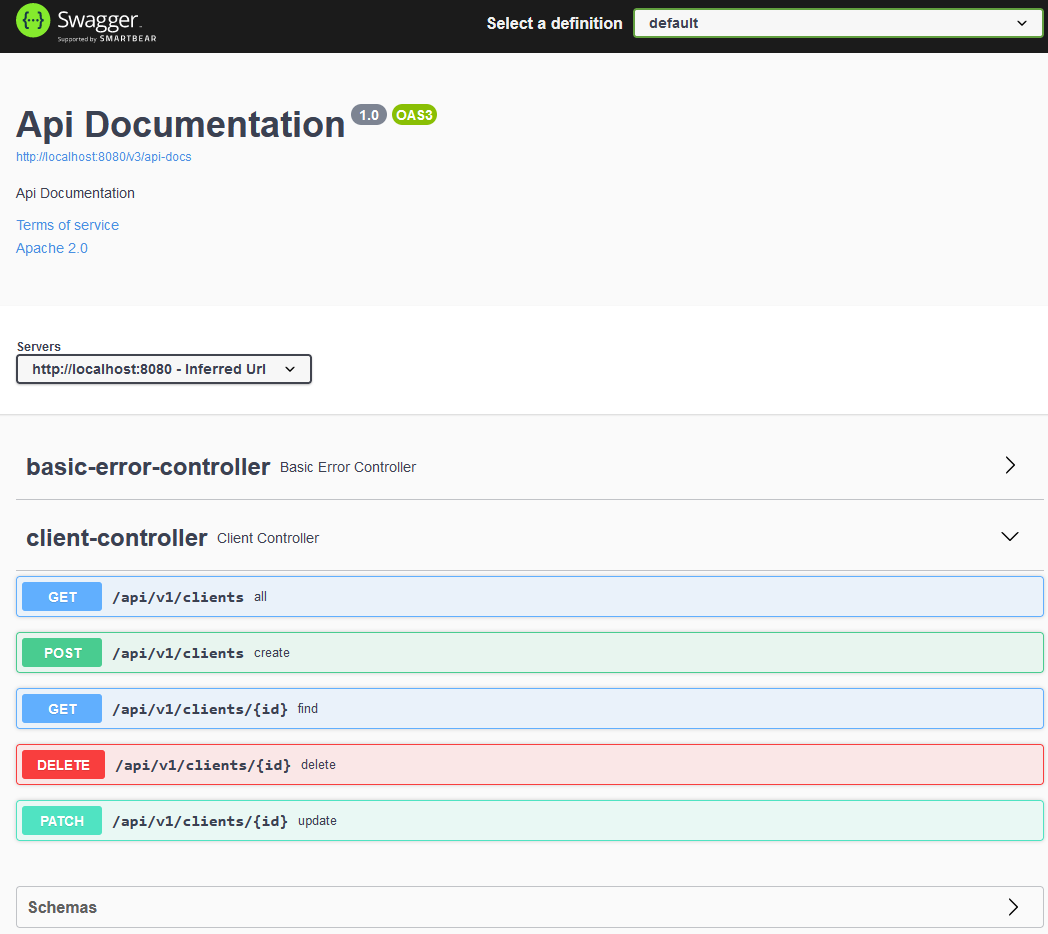 Swagger.
Supported by SMARTBEAR
Select a definition
default
Api Documentation 1.0 OAS3
http://localhost:8080/v3/api-docs
Api Documentation
Terms of service
Apache 2.0
Servers
http://localhost:8080 - Inferred Url
basic-error-controller Basic Error Controller
client-controller Client Controller
GET /api/v1/clients all
POST /api/v1/clients create
GET /api/v1/clients/{id} find
DELETE /api/v1/clients/{id} delete
PATCH /api/v1/clients/{id} update
Schemas